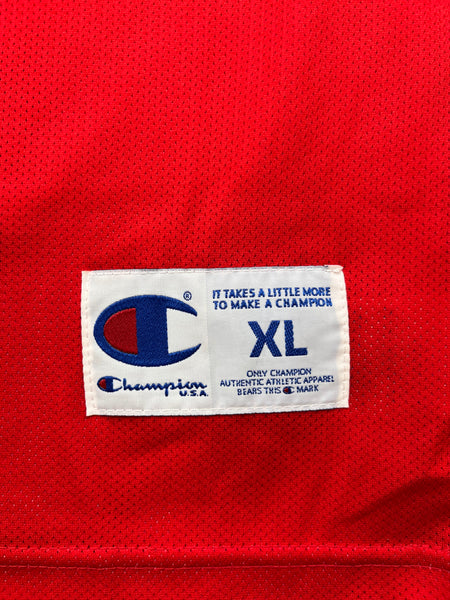 ®
IT TAKES A LITTLE MORE
TO MAKE A CHAMPION
XL
Champion
U.S.A.
ONLY CHAMPION
AUTHENTIC ATHLETIC APPAREL
BEARS THIS C MARK